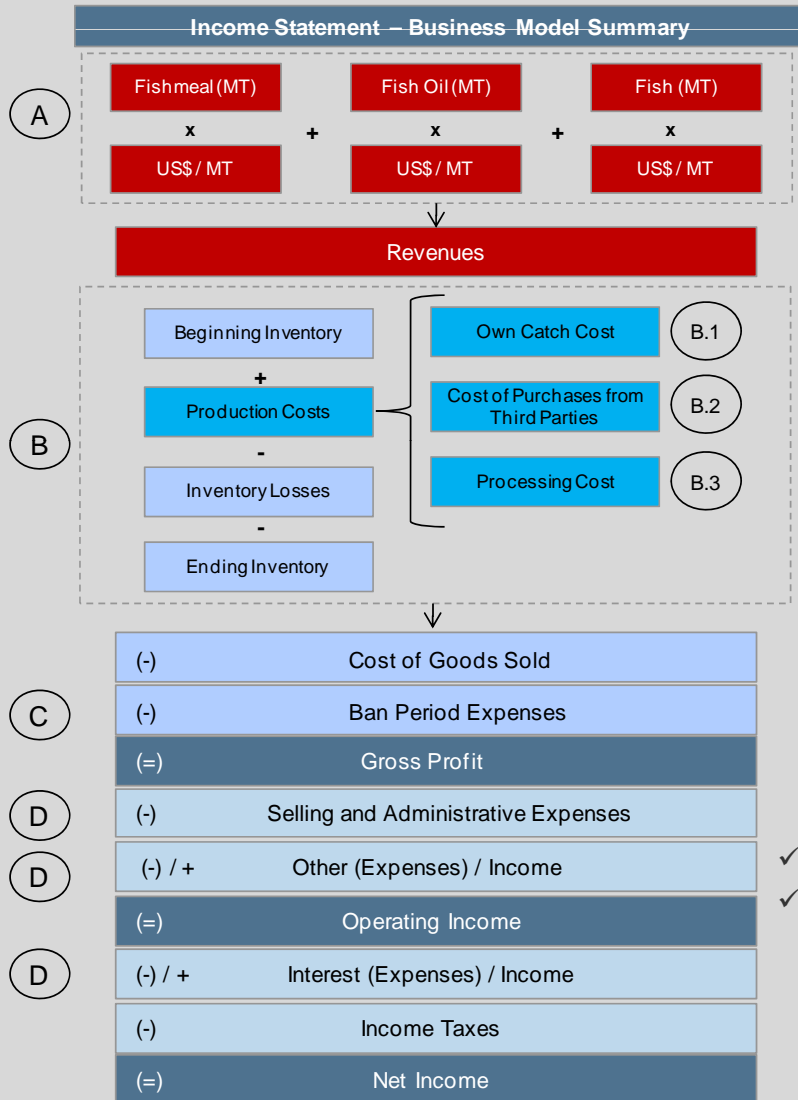 Income Statement – Business Model Summary
A
Fishmeal (MT)
Fish Oil (MT)
Fish (MT)
x
+
x
+
x
US$ / MT
US$ / MT
US$ / MT
Revenues
B
Beginning Inventory
+
Production Costs
-
Inventory Losses
-
Ending Inventory
Own Catch Cost
B.1
Cost of Purchases from
Third Parties
B.2
Processing Cost
B.3
(-) Cost of Goods Sold
C
(-) Ban Period Expenses
(=) Gross Profit
D
(-) Selling and Administrative Expenses
D
(-) / + Other (Expenses) / Income
✓
✓
(=) Operating Income
D
(-) / + Interest (Expenses) / Income
(-) Income Taxes
(=) Net Income